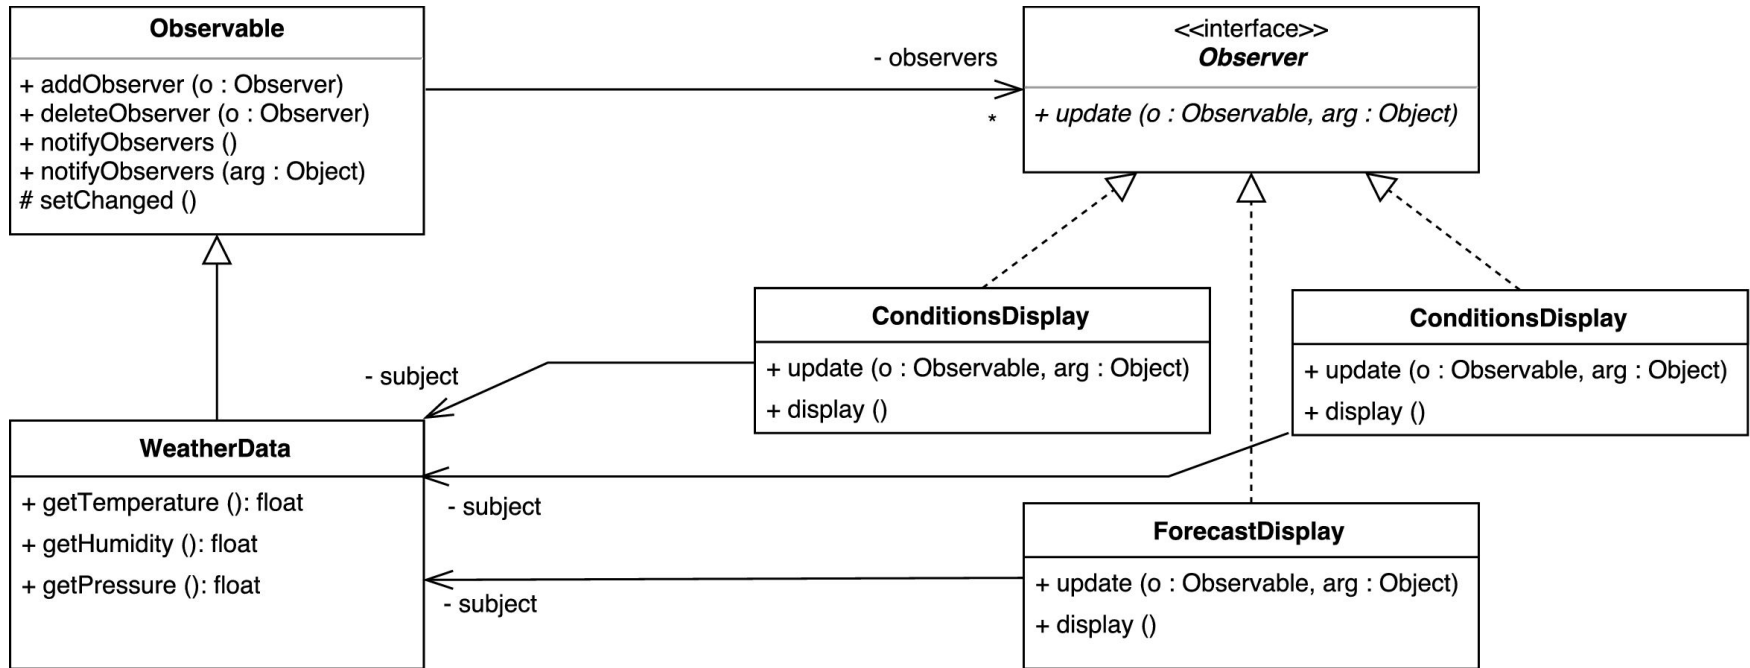 Observable
+ addObserver (o : Observer)
+ deleteObserver (o : Observer)
+ notifyObservers ()
+ notifyObservers (arg : Object)
# setChanged ()
- observers
*
<<interface>>
Observer
+ update (o : Observable, arg : Object)
ConditionsDisplay
+ update (o : Observable, arg : Object)
+ display ()
ConditionsDisplay
+ update (o : Observable, arg : Object)
+ display ()
- subject
WeatherData
+ getTemperature (): float
+ getHumidity (): float
+ getPressure (): float
- subject
- subject
ForecastDisplay
+ update (o : Observable, arg : Object)
+ display ()